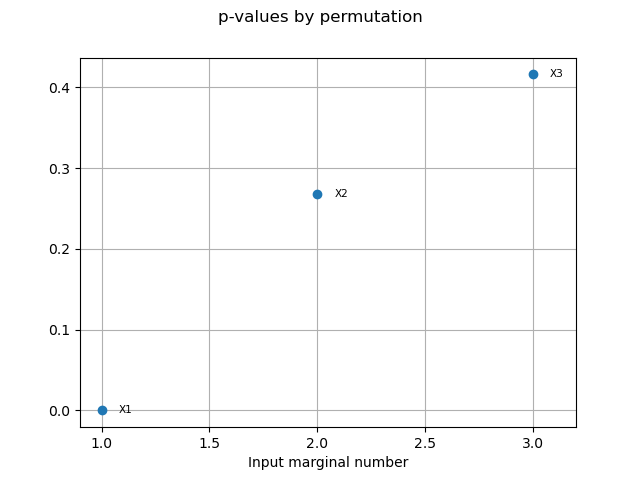 p-values by permutation
0.4
0.3
0.2
0.1
0.0
X3
X2
X1
1.0 1.5 2.0 2.5 3.0
Input marginal number